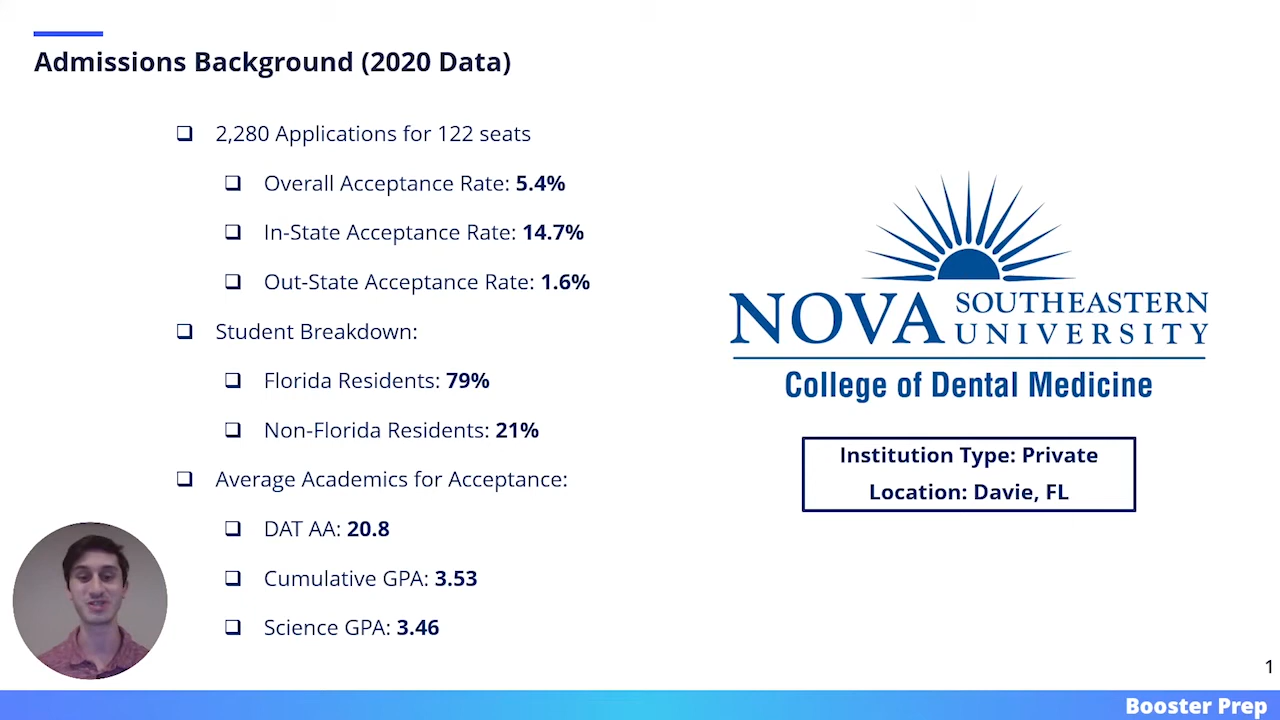 Admissions Background (2020 Data)
2,280 Applications for 122 seats
Overall Acceptance Rate: 5.4%
In-State Acceptance Rate: 14.7%
Out-State Acceptance Rate: 1.6%
Student Breakdown:
Florida Residents: 79%
Non-Florida Residents: 21%
Average Academics for Acceptance:
DAT AA: 20.8
Cumulative GPA: 3.53
Science GPA: 3.46
NOVA SOUTHEASTERN
UNIVERSITY
College of Dental Medicine
Institution Type: Private
Location: Davie, FL
1
Booster Prep